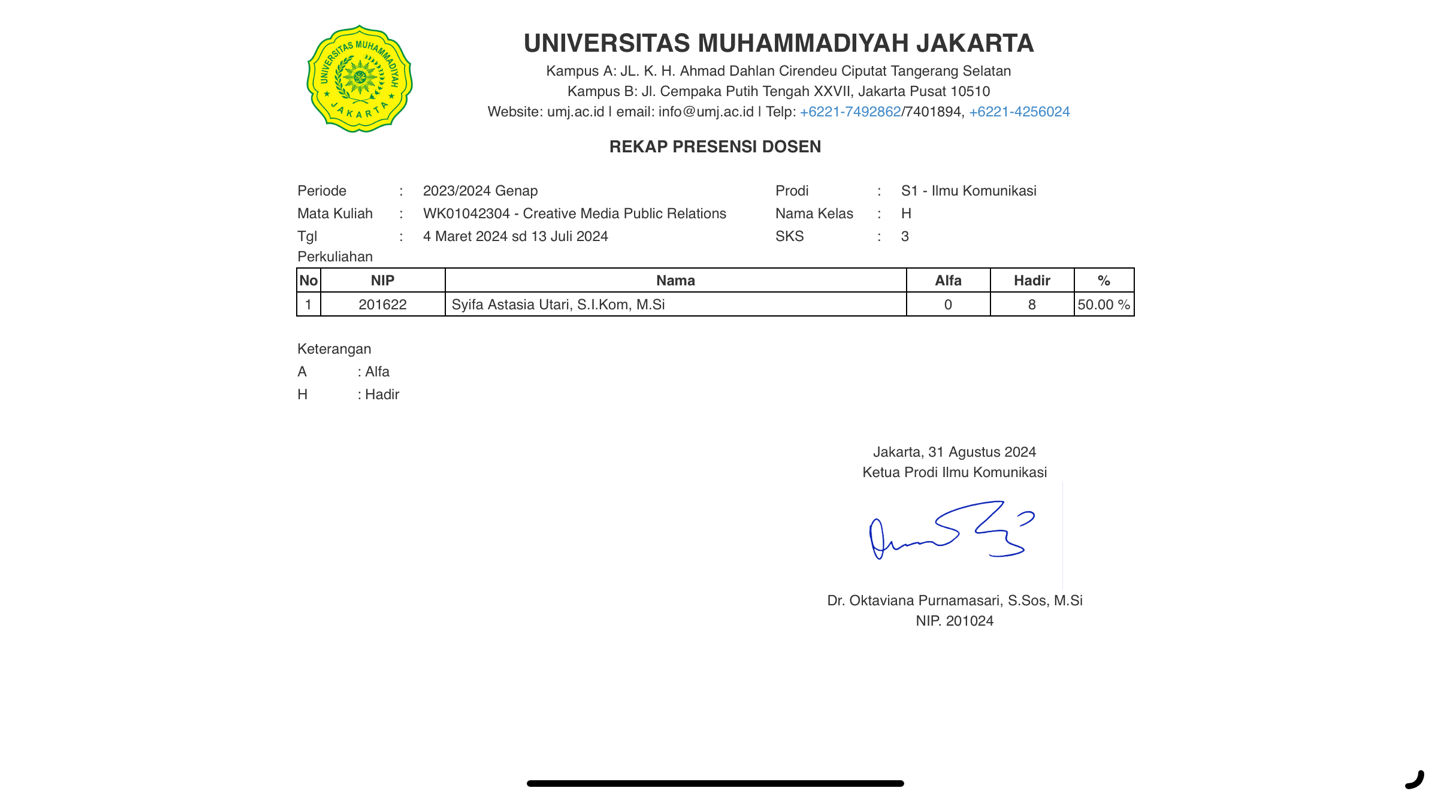 UNIVERSITAS MUHAMMADIYAH
JAKARTA
UNIVERSITAS MUHAMMADIYAH JAKARTA
Kampus A: JL. K. H. Ahmad Dahlan Cirendeu Ciputat Tangerang Selatan
Kampus B: Jl. Cempaka Putih Tengah XXVII, Jakarta Pusat 10510
Website: umj.ac.id | email: info@umj.ac.id | Telp: +6221-7492862/7401894, +6221-4256024
REKAP PRESENSI DOSEN
Periode : 2023/2024 Genap Prodi : S1 - Ilmu Komunikasi
Mata Kuliah : WK01042304 - Creative Media Public Relations Nama Kelas : H
Tgl : 4 Maret 2024 sd 13 Juli 2024 SKS : 3
Perkuliahan
No NIP Nama Alfa Hadir %
1 201622 Syifa Astasia Utari, S.I.Kom, M.Si 0 8 50.00 %
Keterangan
A : Alfa
H : Hadir
Jakarta, 31 Agustus 2024
Ketua Prodi Ilmu Komunikasi
Dr. Oktaviana Purnamasari, S.Sos, M.Si
NIP. 201024